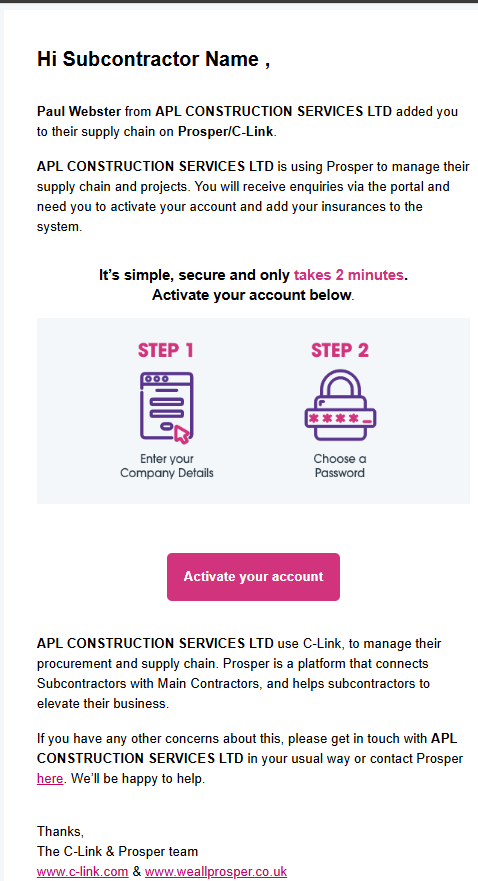 Hi Subcontractor Name ,
Paul Webster from APL CONSTRUCTION SERVICES LTD added you
to their supply chain on Prosper/C-Link.
APL CONSTRUCTION SERVICES LTD is using Prosper to manage their
supply chain and projects. You will receive enquiries via the portal and
need you to activate your account and add your insurances to the
system.
It's simple, secure and only takes 2 minutes.
Activate your account below.
STEP 1
STEP 2
Enter your
Company Details
Choose a
Password
Activate your account
APL CONSTRUCTION SERVICES LTD use C-Link, to manage their
procurement and supply chain. Prosper is a platform that connects
Subcontractors with Main Contractors, and helps subcontractors to
elevate their business.
If you have any other concerns about this, please get in touch with APL
CONSTRUCTION SERVICES LTD in your usual way or contact Prosper
here. We'll be happy to help.
Thanks,
The C-Link & Prosper team
www.c-link.com & www.weallprosper.co.uk